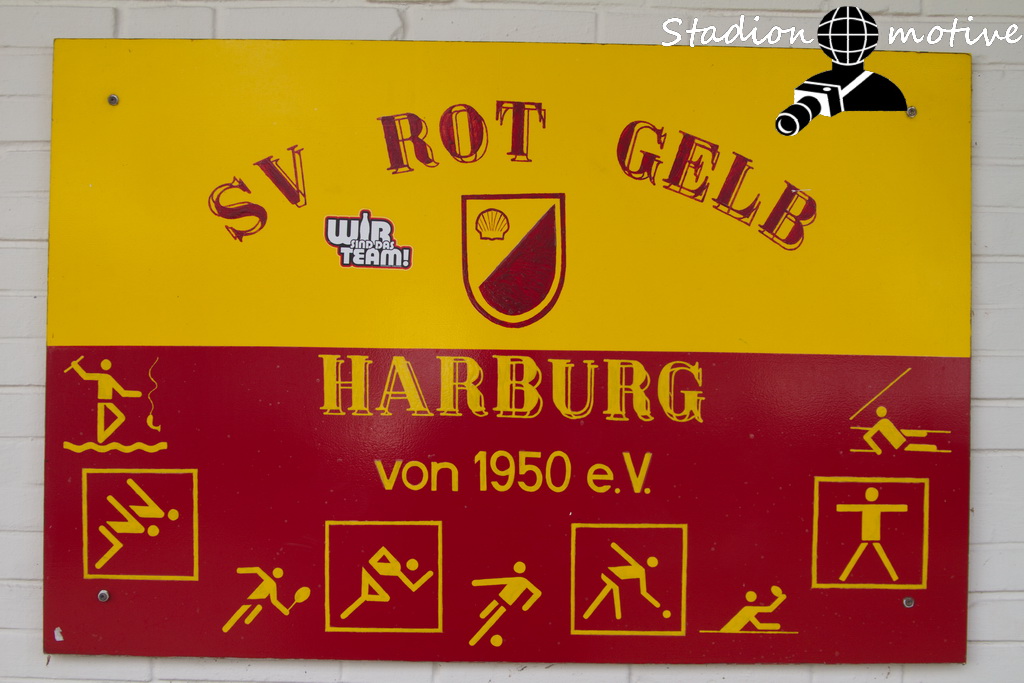 Stadion motive
SV ROT GELB
WIR
SIND DAS
TEAM!
HARBURG
von 1950 e.V.